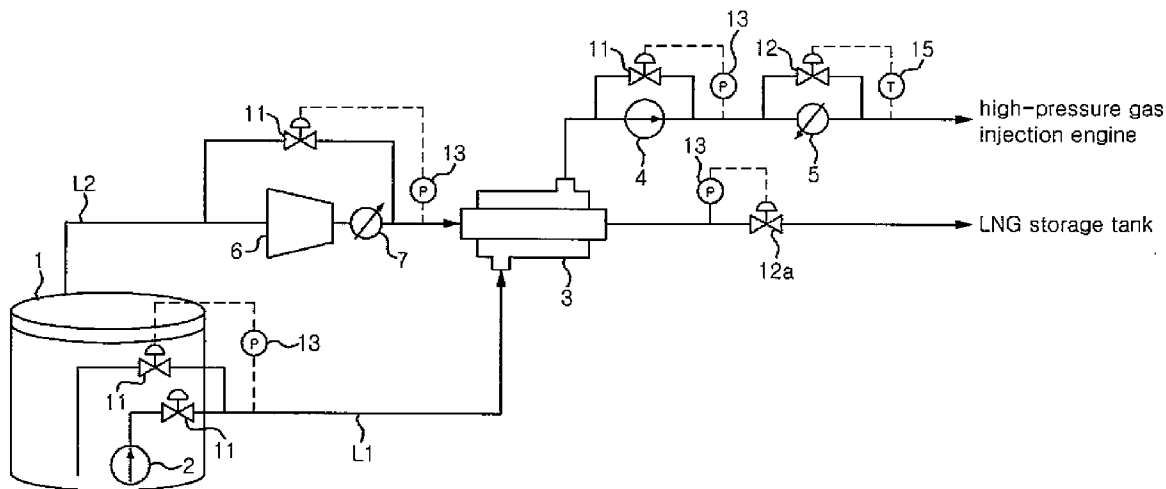 13
11
12
15
P
T
high-pressure gas
injection engine
4
5
11
13
13
P
P
L2
LNG storage tank
6
7
12a
1
3
P
13
11
11
L1
2